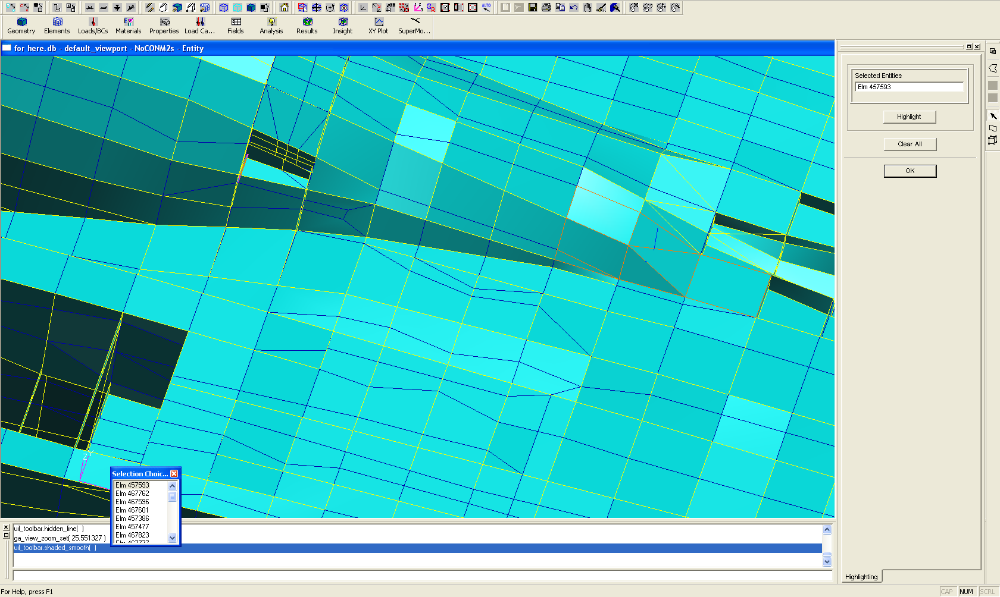 AUTO
Geometry Elements Loads/BCs Materials Properties Load Ca... Fields Analysis Results Insight XY Plot SuperMo...
for here.db - default_viewport - NoCONM2s - Entity
Selected Entities
Elm 457593
Highlight
Clear All
OK
Z Y
Selection Choic...
Elm 457593
Elm 467762
Elm 467596
Elm 467601
Elm 457386
Elm 457477
Elm 467823
Elm 467777
uil_toolbar.hidden_line( )
ga_view_zoom_set( 25.551327 )
uil_toolbar.shaded_smooth( )
Highlighting
For Help, press F1
CAP NUM SCRL